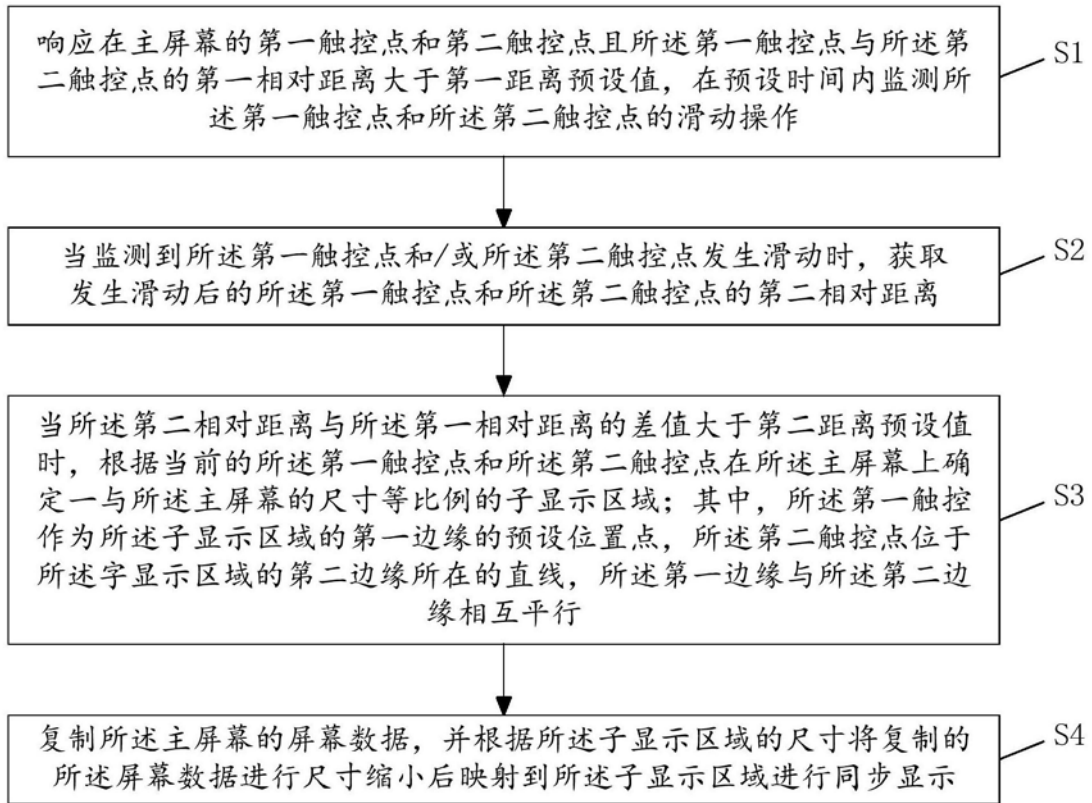 响应在主屏幕的第一触控点和第二触控点且所述第一触控点与所述第
二触控点的第一相对距离大于第一距离预设值，在预设时间内监测所
述第一触控点和所述第二触控点的滑动操作
S1
当监测到所述第一触控点和/或所述第二触控点发生滑动时，获取
发生滑动后的所述第一触控点和所述第二触控点的第二相对距离
S2
当所述第二相对距离与所述第一相对距离的差值大于第二距离预设值
时，根据当前的所述第一触控点和所述第二触控点在所述主屏幕上确
定一与所述主屏幕的尺寸等比例的子显示区域；其中，所述第一触控
作为所述子显示区域的第一边缘的预设位置点，所述第二触控点位于
所述字显示区域的第二边缘所在的直线，所述第一边缘与所述第二边
缘相互平行
S3
复制所述主屏幕的屏幕数据，并根据所述子显示区域的尺寸将复制的
所述屏幕数据进行尺寸缩小后映射到所述子显示区域进行同步显示
S4